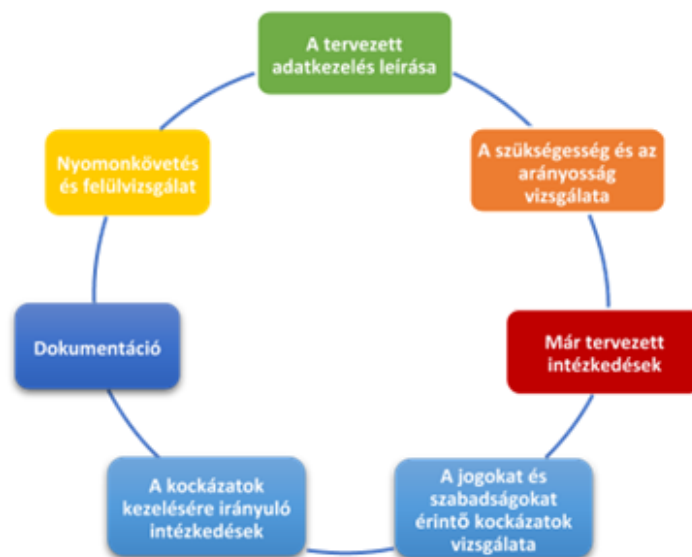 A tervezett
adatkezelés leírása
A szükségesség és az
arányosság
vizsgálata
Már tervezett
intézkedések
A jogokat és
szabadságokat
érintő kockázatok
vizsgálata
A kockázatok
kezelésére irányuló
intézkedések
Dokumentáció
Nyomonkövetés
és felülvizsgálat